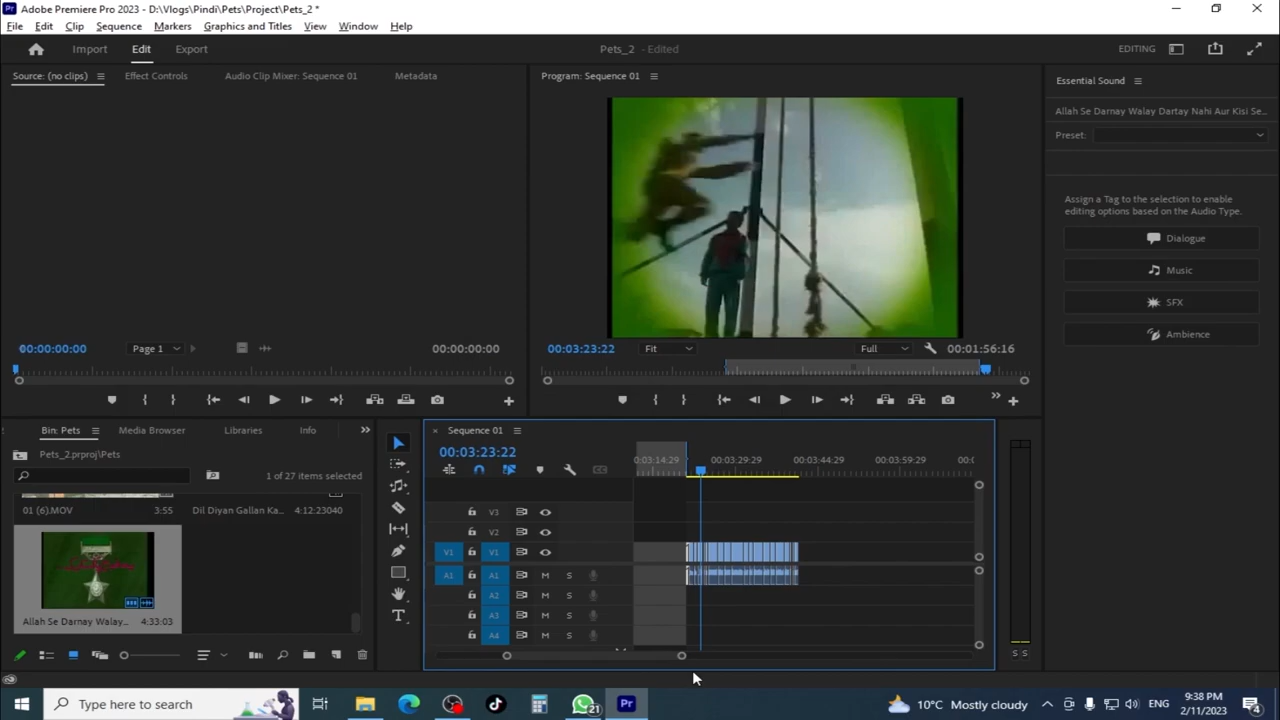 Adobe Premiere Pro 2023 - D:\Vlogs\Pindi\Pets\Project\Pets_2 *
File Edit Clip Sequence Markers Graphics and Titles View Window Help
Import Edit Export
Pets_2 - Edited
EDITING
Source: (no clips) Effect Controls Audio Clip Mixer: Sequence 01 Metadata
Program: Sequence 01
Essential Sound
Allah Se Darnay Walay Dartay Nahi Aur Kisi Se...
Preset:
Assign a Tag to the selection to enable
editing options based on the Audio Type.
Dialogue
Music
SFX
Ambience
00:00:00:00 Page 1 00:00:00:00
00:03:23:22 Fit Full 00:01:56:16
Bin: Pets Media Browser Libraries Info
Pets_2.prproj\Pets
1 of 27 items selected
01 (6).MOV 3:55 Dil Diyan Gallan Ka... 4:12:23040
Allah Se Darnay Walay... 4:33:03
Sequence 01
00:03:23:22
0:03:14:29 00:03:29:29 00:03:44:29 00:03:59:29 00:0
V3
V2
V1 V1
A1 A1 M S
A2 M S
A3 M S
A4 M S
S S
Type here to search
21
10°C Mostly cloudy
ENG
9:38 PM
2/11/2023
4